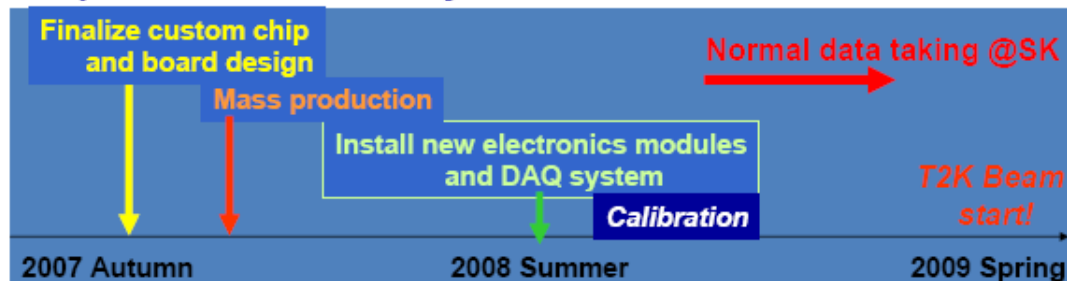 Finalize custom chip
and board design
Normal data taking @SK
Mass production
Install new electronics modules
and DAQ system
T2K Beam
start!
Calibration
2007 Autumn
2008 Summer
2009 Spring